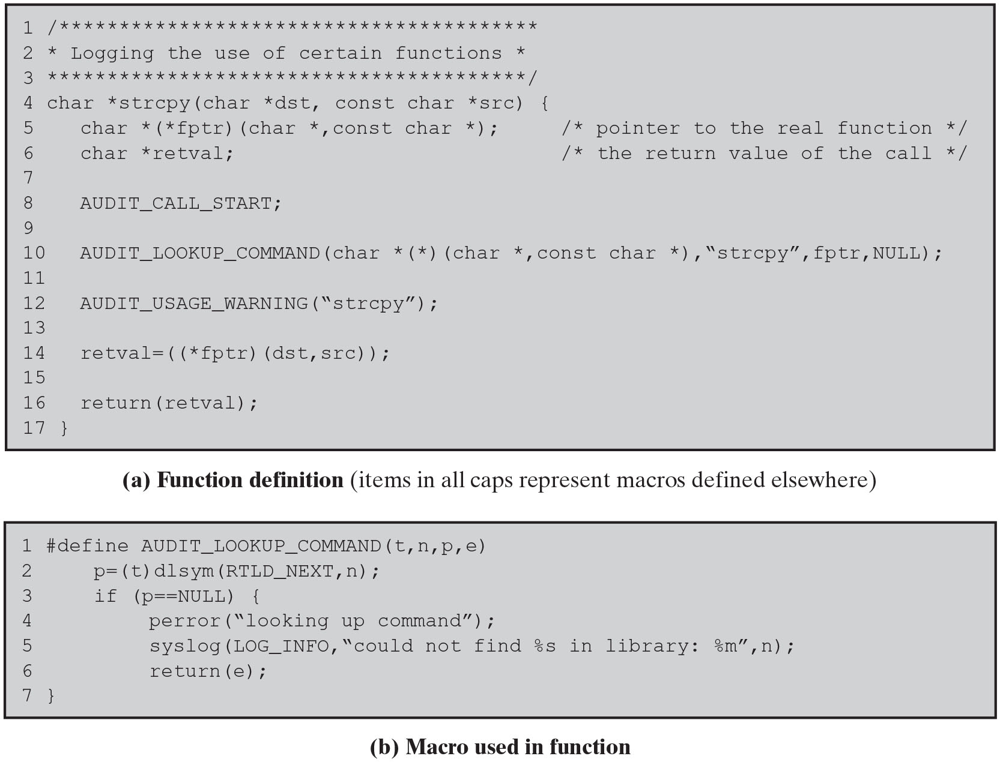 1 /****************************************
2 * Logging the use of certain functions *
3 ****************************************/
4 char *strcpy(char *dst, const char *src) {
5   char *(*fptr)(char *,const char *);     /* pointer to the real function */
6   char *retval;                           /* the return value of the call */
7
8   AUDIT_CALL_START;
9
10   AUDIT_LOOKUP_COMMAND(char *(*)(char *,const char *),“strcpy”,fptr,NULL);
11
12   AUDIT_USAGE_WARNING(“strcpy”);
13
14   retval=((*fptr)(dst,src));
15
16   return(retval);
17 }
(a) Function definition (items in all caps represent macros defined elsewhere)
1 #define AUDIT_LOOKUP_COMMAND(t,n,p,e)
2     p=(t)dlsym(RTLD_NEXT,n);
3     if (p==NULL) {
4         perror(“looking up command”);
5         syslog(LOG_INFO,“could not find %s in library: %m”,n);
6         return(e);
7 }
(b) Macro used in function